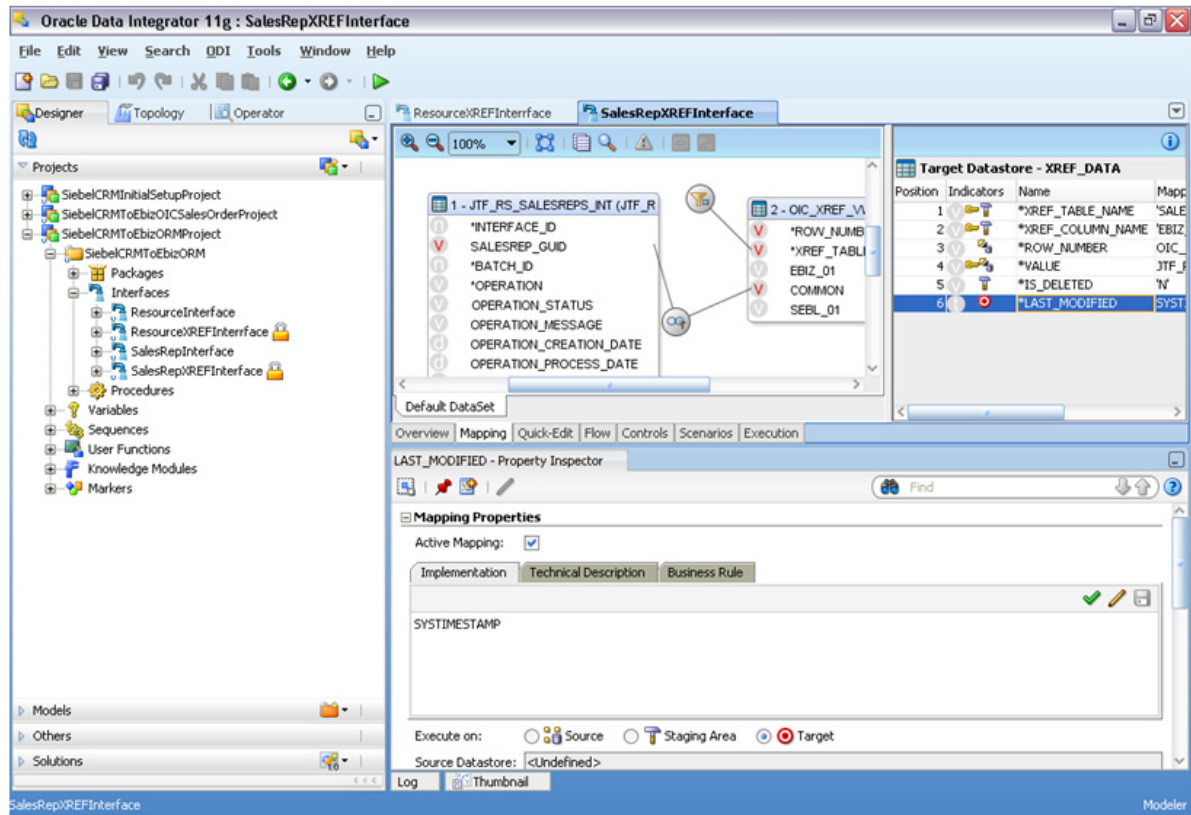 Oracle Data Integrator 11g : SalesRepXREFInterface
File Edit View Search ODI Tools Window Help
Designer Topology Operator
Projects
SiebelCRMInitialSetupProject
SiebelCRMToEbizOICSalesOrderProject
SiebelCRMToEbizORMProject
SiebelCRMToEbizORM
Packages
Interfaces
ResourceInterface
ResourceXREFInterrface
SalesRepInterface
SalesRepXREFInterface
Procedures
Variables
Sequences
User Functions
Knowledge Modules
Markers
Models
Others
Solutions
ResourceXREFInterrface SalesRepXREFInterface
100%
1 - JTF_RS_SALESREPS_INT (JTF_R
*INTERFACE_ID
V SALESREP_GUID
*BATCH_ID
V *OPERATION
V OPERATION_STATUS
V OPERATION_MESSAGE
d OPERATION_CREATION_DATE
d OPERATION_PROCESS_DATE
2 - OIC_XREF_VV
V *ROW_NUMB
V *XREF_TABLI
V EBIZ_01
V COMMON
V SEBL_01
Default DataSet
Target Datastore - XREF_DATA
Position Indicators Name Mapp
1 V *XREF_TABLE_NAME 'SALE
2 V *XREF_COLUMN_NAME 'EBIZ_
3 V *ROW_NUMBER OIC_
4 V *VALUE JTF_F
5 V *IS_DELETED 'N'
6 *LAST_MODIFIED SYSTI
Overview Mapping Quick-Edit Flow Controls Scenarios Execution
LAST_MODIFIED - Property Inspector
Find
Mapping Properties
Active Mapping:
Implementation Technical Description Business Rule
SYSTIMESTAMP
Execute on: Source Staging Area Target
Source Datastore: <Undefined>
Log Thumbnail
SalesRepXREFInterface Modeler